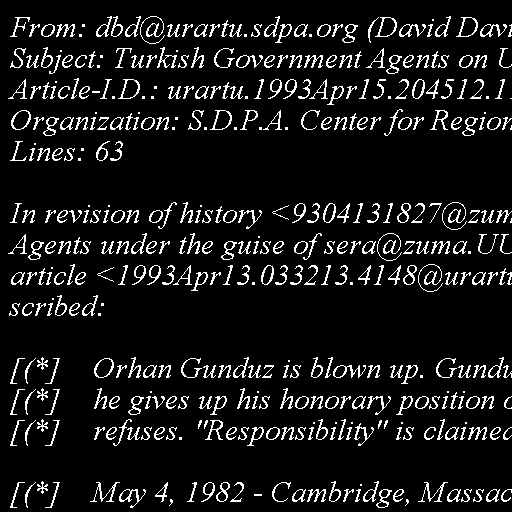 From: dbd@urartu.sdpa.org (David Davi
Subject: Turkish Government Agents on U
Article-I.D.: urartu.1993Apr15.204512.1
Organization: S.D.P.A. Center for Region
Lines: 63

In revision of history <9304131827@zum
Agents under the guise of sera@zuma.UU
article <1993Apr13.033213.4148@urartu
scribed:

[(*] Orhan Gunduz is blown up. Gundu
[(*] he gives up his honorary position o
[(*] refuses. "Responsibility" is claimed

[(*] May 4, 1982 - Cambridge, Massac